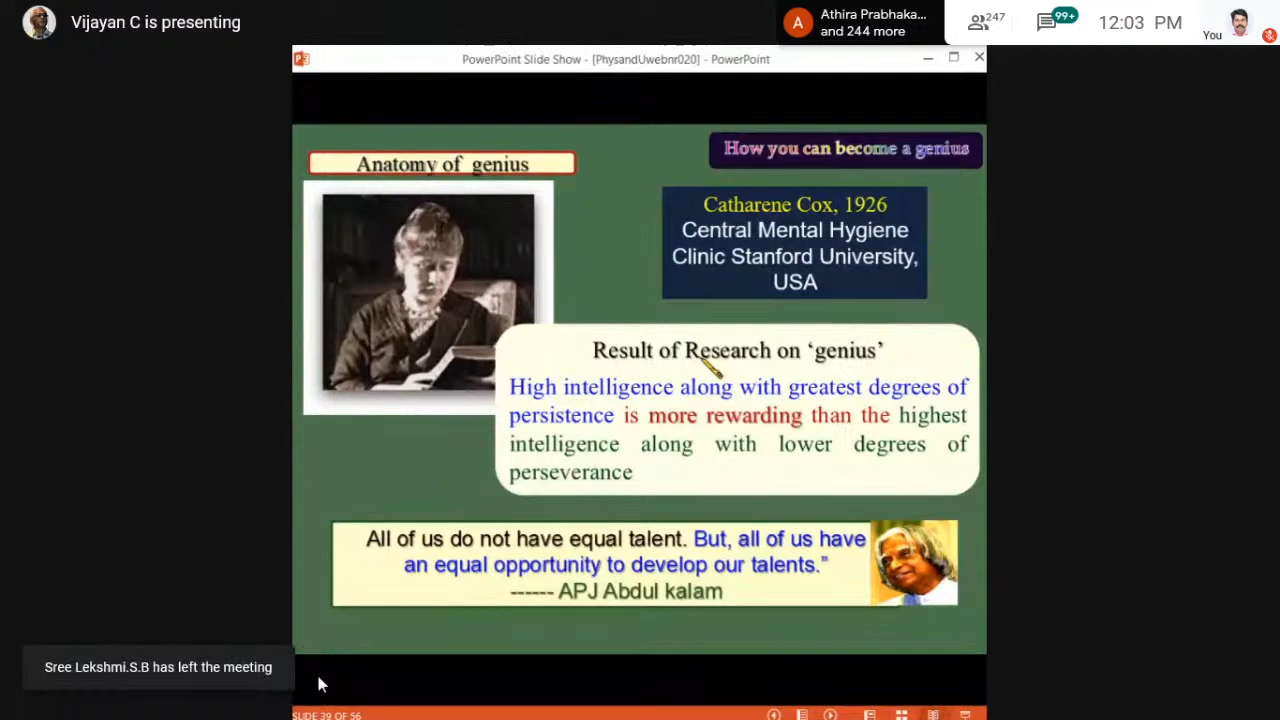 Vijayan C is presenting
A
Athira Prabhaka...
and 244 more
247
99+
12:03 PM
You
PowerPoint Slide Show - [PhysandUwebnr020] - PowerPoint
How you can become a genius
Anatomy of genius
Catharene Cox, 1926
Central Mental Hygiene
Clinic Stanford University,
USA
Result of Research on ‘genius’
High intelligence along with greatest degrees of
persistence is more rewarding than the highest
intelligence along with lower degrees of
perseverance
All of us do not have equal talent. But, all of us have
an equal opportunity to develop our talents.”
------ APJ Abdul kalam
Sree Lekshmi.S.B has left the meeting
SLIDE 39 OF 56